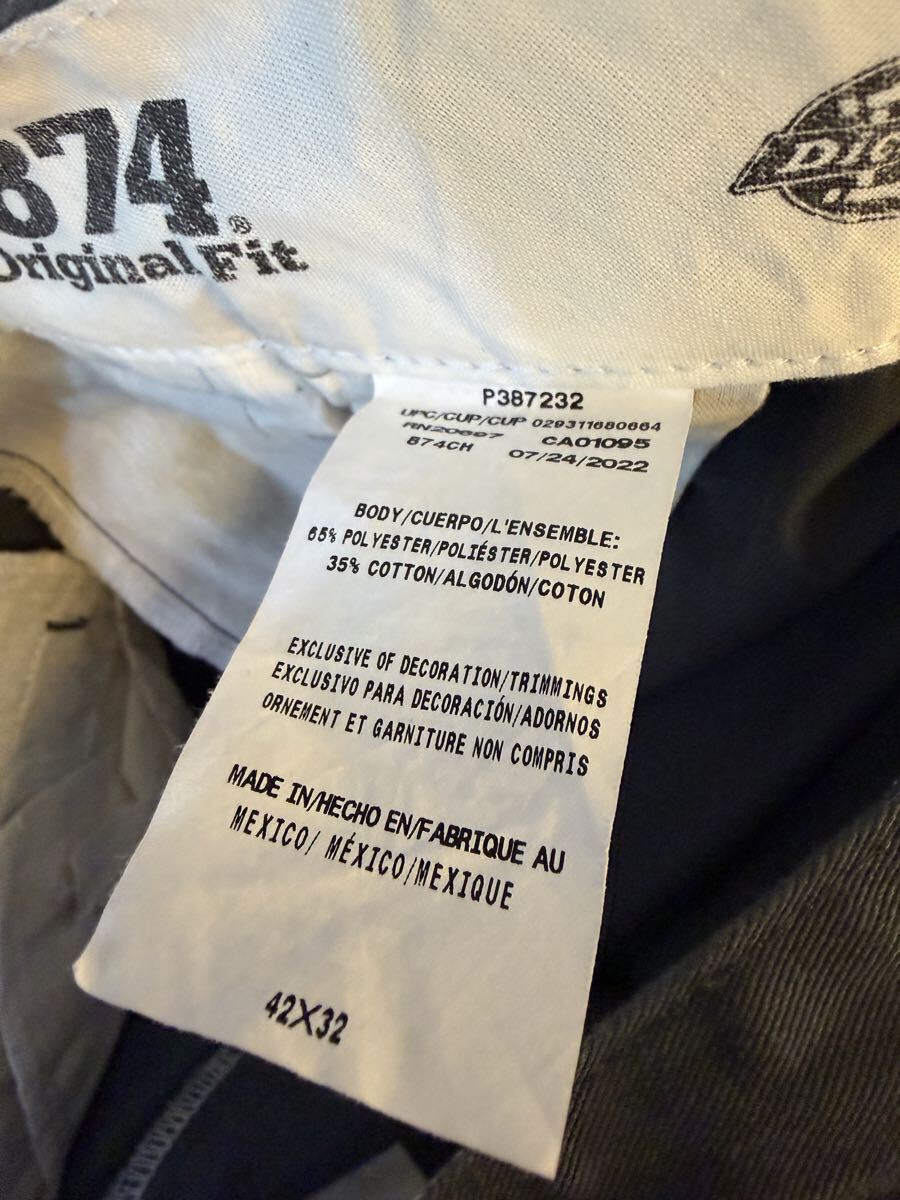 874®
Original Fit
P387232
UPC/CUP/CUP 029311680664
RN20697 CA01095
874CH 07/24/2022
BODY/CUERPO/L'ENSEMBLE:
65% POLYESTER/POLIÉSTER/POLYESTER
35% COTTON/ALGODÓN/COTON
EXCLUSIVE OF DECORATION/TRIMMINGS
EXCLUSIVO PARA DECORACIÓN/ADORNOS
ORNEMENT ET GARNITURE NON COMPRIS
MADE IN/HECHO EN/FABRIQUE AU
MEXICO/ MÉXICO/MEXIQUE
42X32